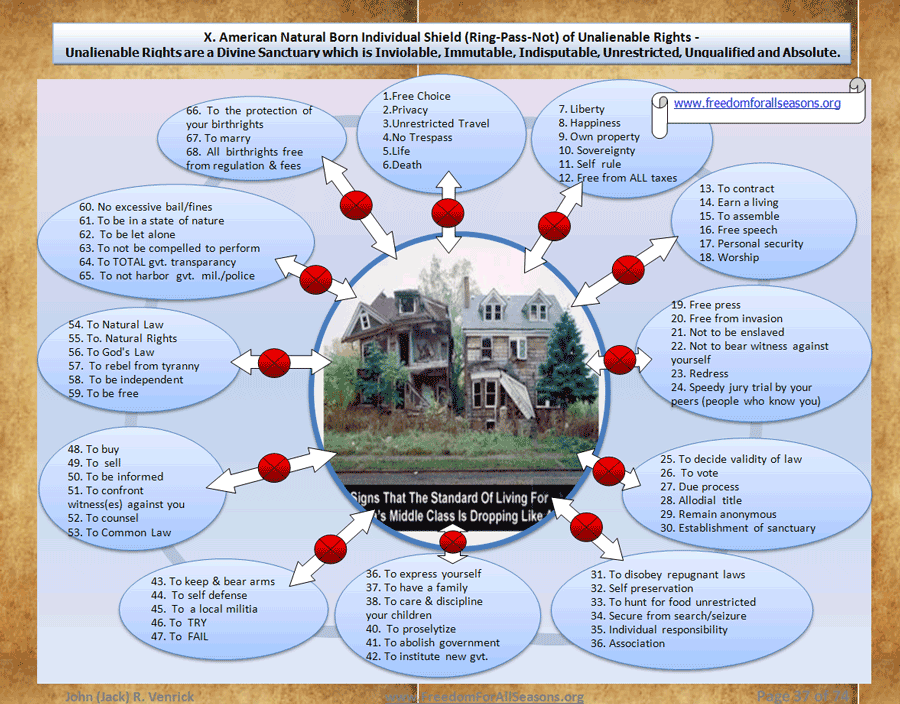 X. American Natural Born Individual Shield (Ring-Pass-Not) of Unalienable Rights -
Unalienable Rights are a Divine Sanctuary which is Inviolable, Immutable, Indisputable, Unrestricted, Unqualified and Absolute.
www.freedomforallseasons.org
1.Free Choice
2.Privacy
3.Unrestricted Travel
4.No Trespass
5.Life
6.Death
7. Liberty
8. Happiness
9. Own property
10. Sovereignty
11. Self rule
12. Free from ALL taxes
13. To contract
14. Earn a living
15. To assemble
16. Free speech
17. Personal security
18. Worship
19. Free press
20. Free from invasion
21. Not to be enslaved
22. Not to bear witness against
yourself
23. Redress
24. Speedy jury trial by your
peers (people who know you)
25. To decide validity of law
26. To vote
27. Due process
28. Allodial title
29. Remain anonymous
30. Establishment of sanctuary
31. To disobey repugnant laws
32. Self preservation
33. To hunt for food unrestricted
34. Secure from search/seizure
35. Individual responsibility
36. Association
36. To express yourself
37. To have a family
38. To care & discipline
your children
40. To proselytize
41. To abolish government
42. To institute new gvt.
43. To keep & bear arms
44. To self defense
45. To a local militia
46. To TRY
47. To FAIL
48. To buy
49. To sell
50. To be informed
51. To confront
witness(es) against you
52. To counsel
53. To Common Law
54. To Natural Law
55. To. Natural Rights
56. To God's Law
57. To rebel from tyranny
58. To be independent
59. To be free
60. No excessive bail/fines
61. To be in a state of nature
62. To be let alone
63. To not be compelled to perform
64. To TOTAL gvt. transparancy
65. To not harbor gvt. mil./police
66. To the protection of
your birthrights
67. To marry
68. All birthrights free
from regulation & fees
Signs That The Standard Of Living For
's Middle Class Is Dropping Like
John (Jack) R. Venrick
www.FreedomForAllSeasons.org
Page